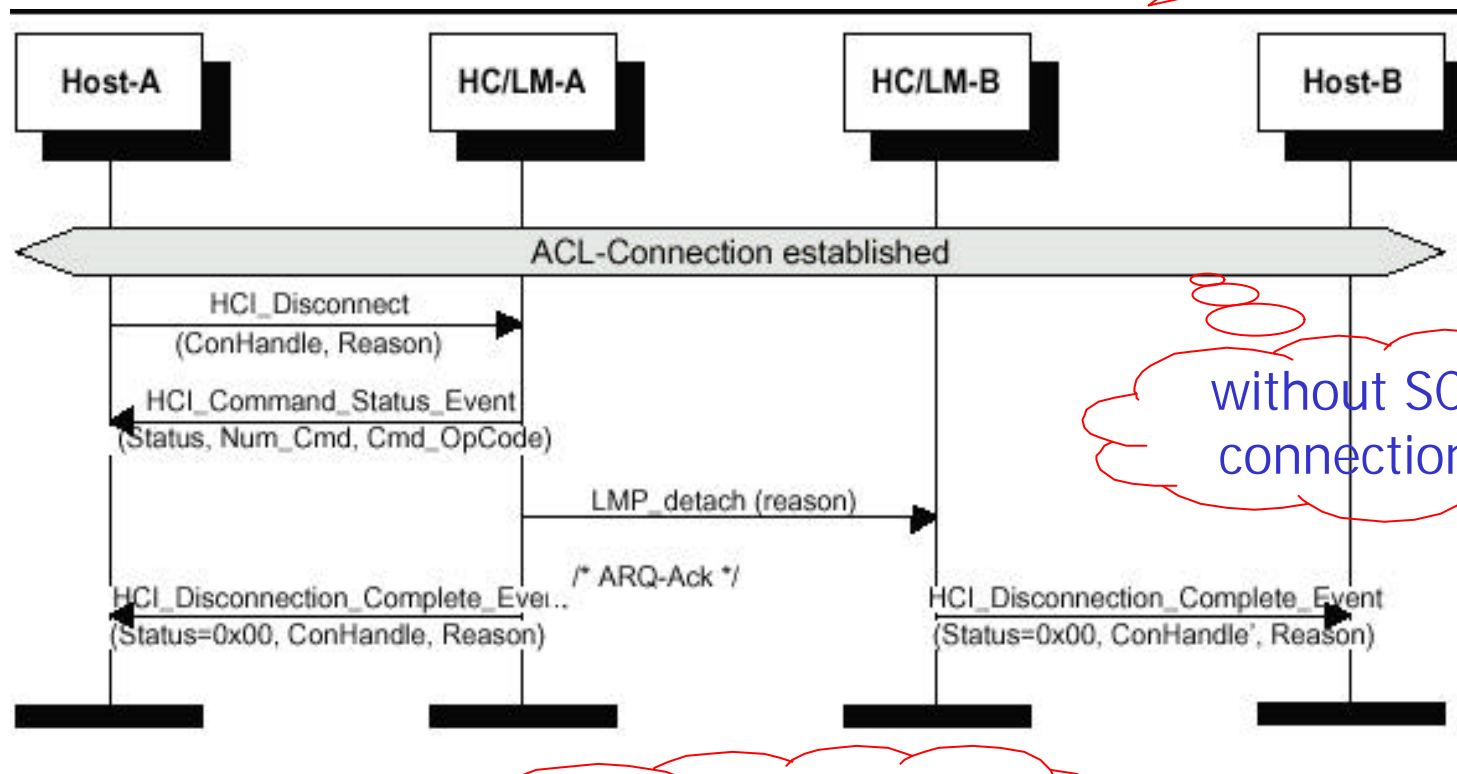 Host-A
HC/LM-A
HC/LM-B
Host-B
ACL-Connection established
HCI_Disconnect
(ConHandle, Reason)
HCI_Command_Status_Event
(Status, Num_Cmd, Cmd_OpCode)
without
connection
LMP_detach (reason)
/* ARQ-Ack */
HCI_Disconnection_Complete_Eve..
(Status=0x00, ConHandle, Reason)
HCI_Disconnection_Complete_Event
(Status=0x00, ConHandle', Reason)